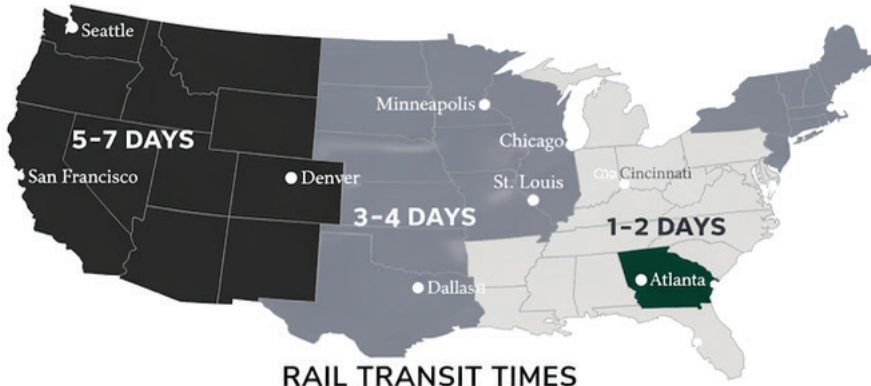 Seattle
Minneapolis
5-7 DAYS
Chicago
San Francisco
Denver
St. Louis
Cincinnati
3-4 DAYS
1-2 DAYS
Dallas
Atlanta
RAIL TRANSIT TIMES